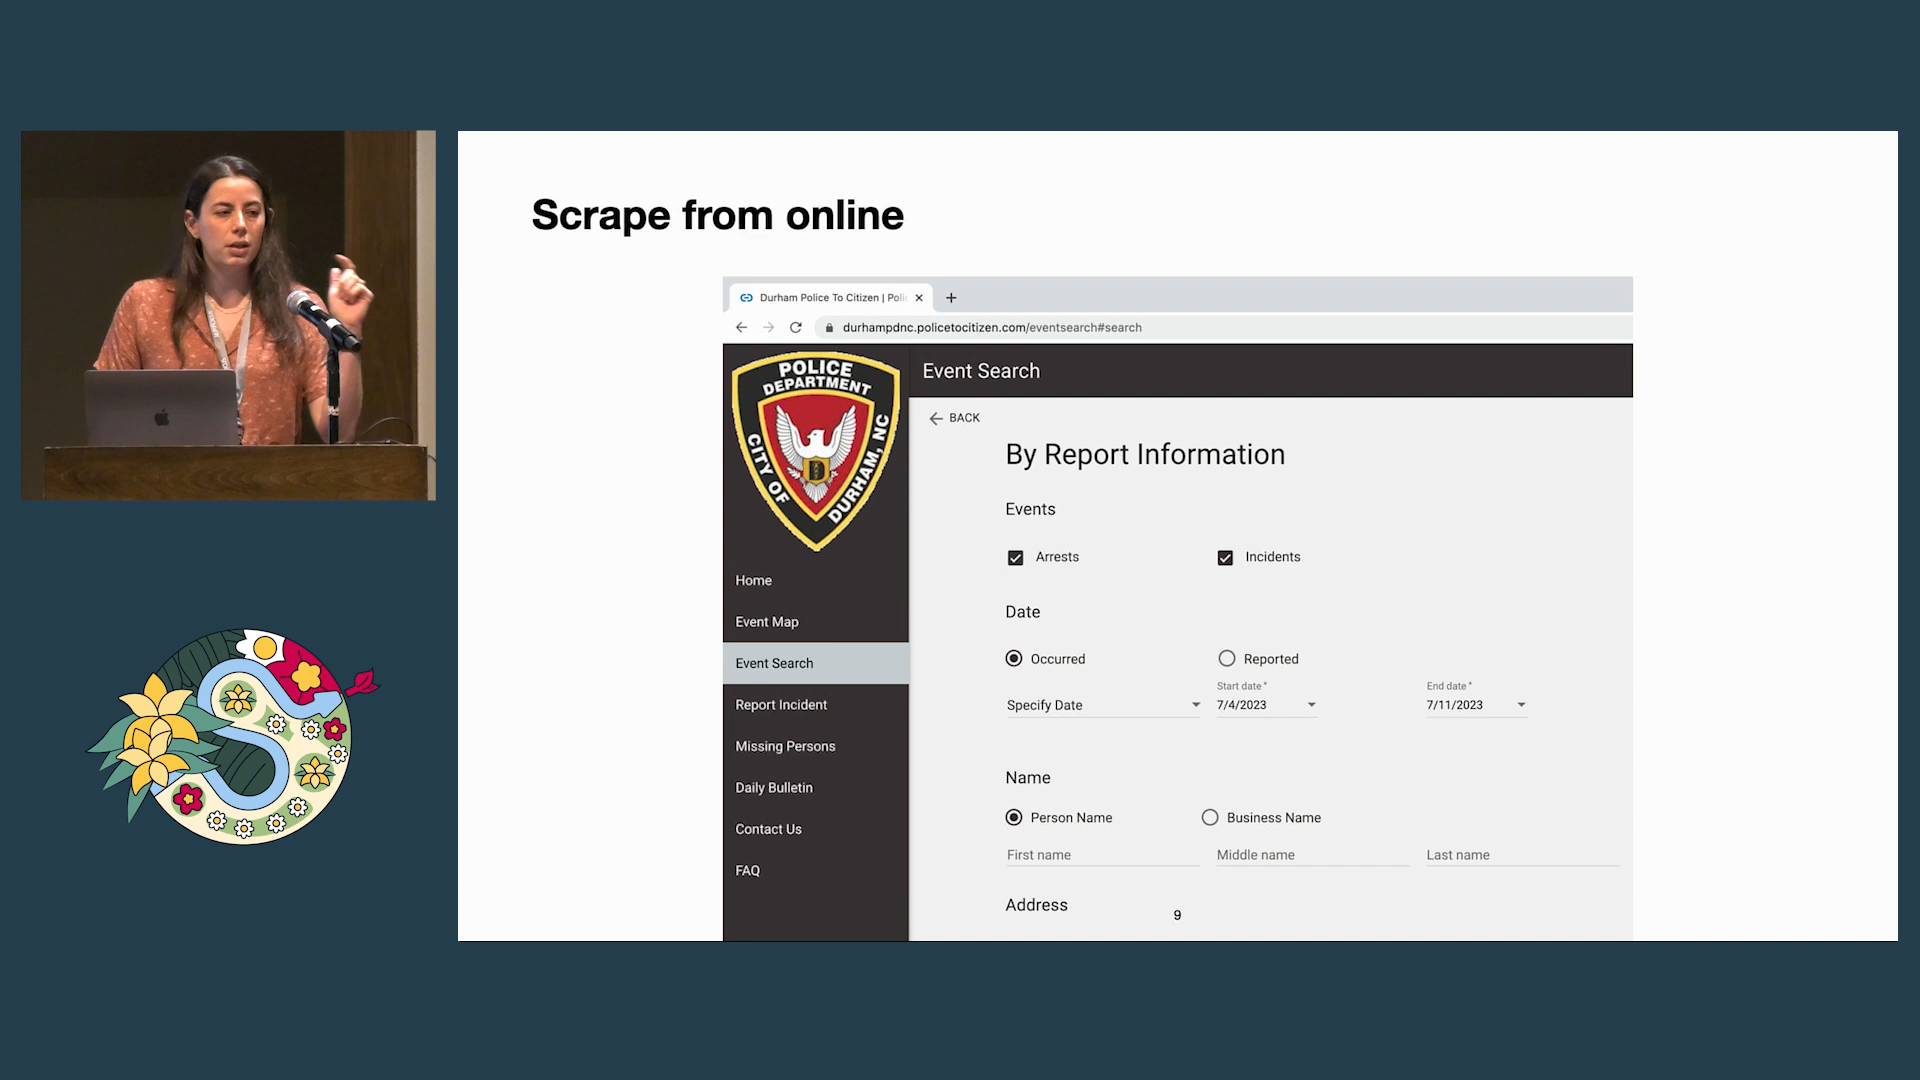 Scrape from online
Durham Police To Citizen | Poli
durhampdnc.policetocitizen.com/eventsearch#search
POLICE
DEPARTMENT
CITY OF
DURHAM, NC
Event Search
BACK
Home
Event Map
Event Search
Report Incident
Missing Persons
Daily Bulletin
Contact Us
FAQ
By Report Information
Events
Arrests
Incidents
Date
Occurred
Reported
Specify Date
Start date *
7/4/2023
End date *
7/11/2023
Name
Person Name
Business Name
First name
Middle name
Last name
Address
9